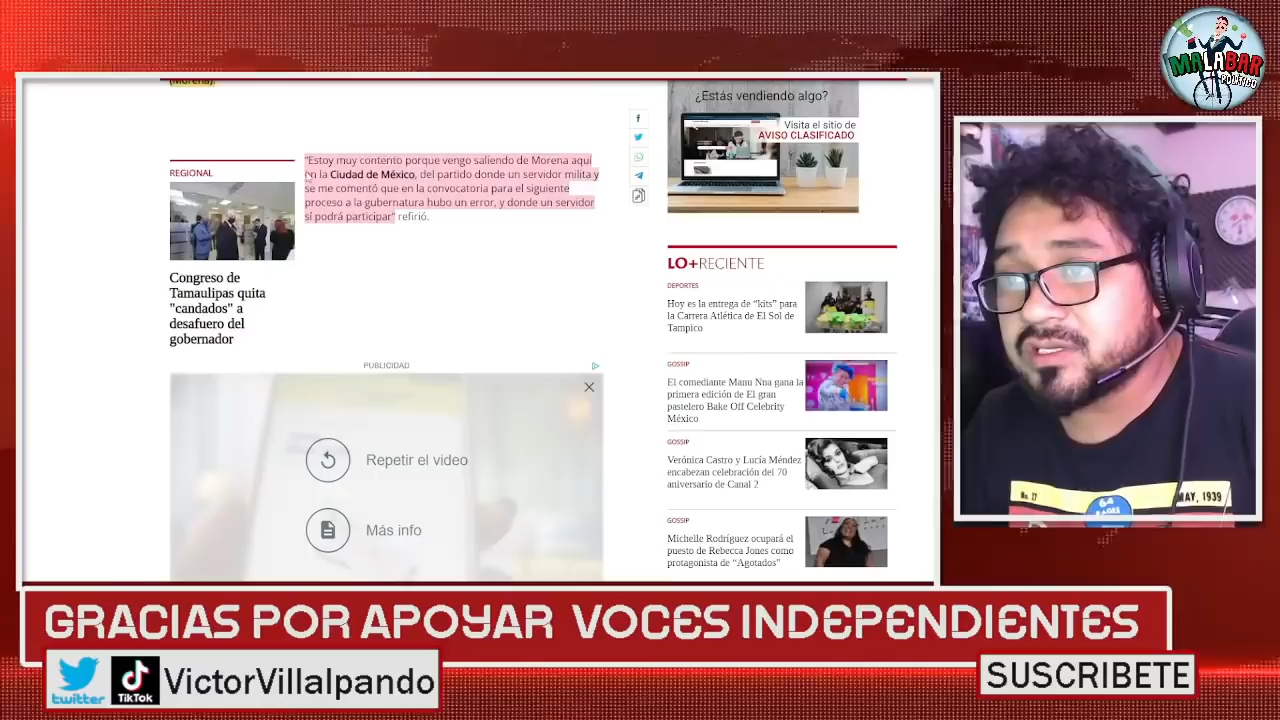 MALABAR
POLÍTICO
(Morena).
REGIONAL
Congreso de
Tamaulipas quita
"candados" a
desafuero del
gobernador
"Estoy muy contento porque vengo saliendo de Morena aquí
en la Ciudad de México, del partido donde un servidor milita y
se me comentó que en la convocatoria para el siguiente
proceso a la gubernatura hubo un error, y donde un servidor
sí podrá participar" refirió.
PUBLICIDAD
Repetir el video
Más info
¿Estás vendiendo algo?
Visita el sitio de
AVISO CLASIFICADO
LO+RECIENTE
DEPORTES
Hoy es la entrega de "kits" para
la Carrera Atlética de El Sol de
Tampico
GOSSIP
El comediante Manu Nna gana la
primera edición de El gran
pastelero Bake Off Celebrity
México
GOSSIP
Verónica Castro y Lucía Méndez
encabezan celebración del 70
aniversario de Canal 2
GOSSIP
Michelle Rodríguez ocupará el
puesto de Rebecca Jones como
protagonista de "Agotados"
No. 27
64
PAGES
MAY, 1939
GRACIAS POR APOYAR VOCES INDEPENDIENTES
twitter
TikTok
VictorVillalpando
SUSCRIBETE